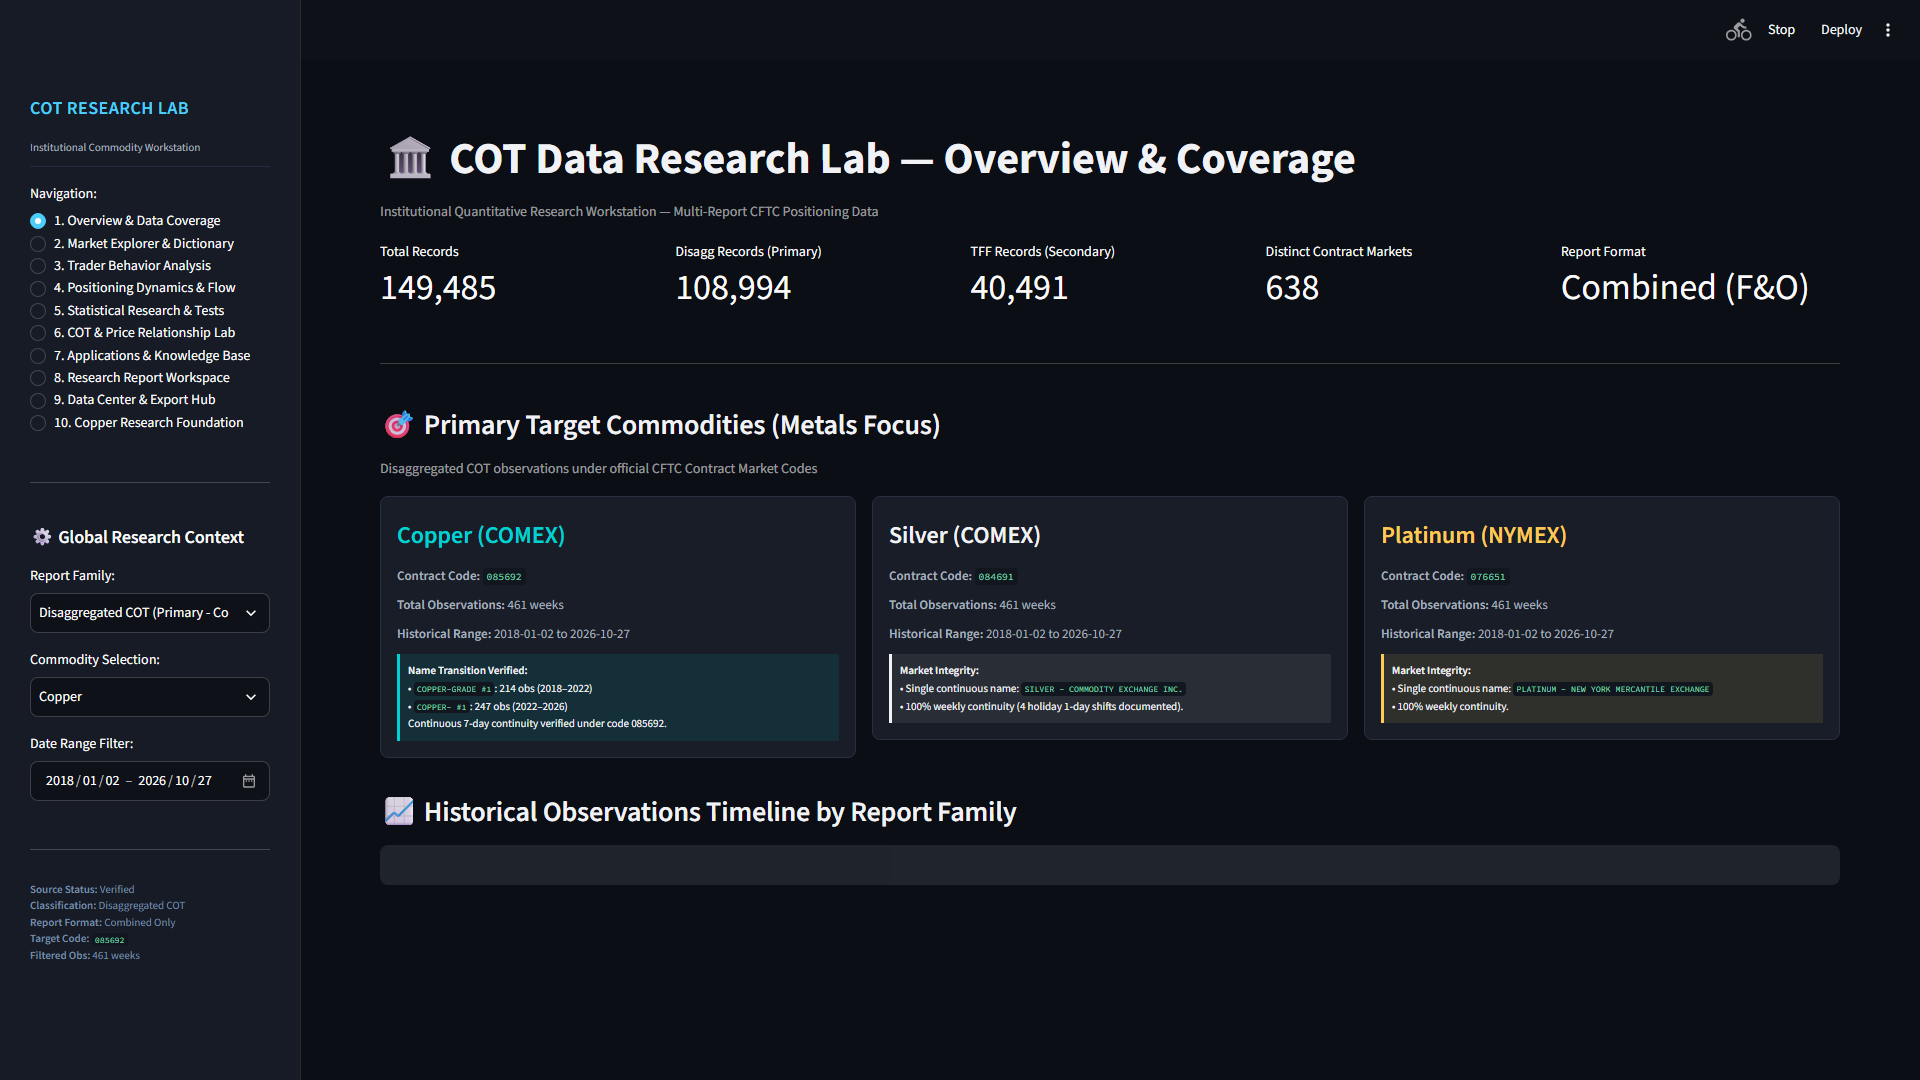 Stop
Deploy
COT RESEARCH LAB
Institutional Commodity Workstation
Navigation:
1. Overview & Data Coverage
2. Market Explorer & Dictionary
3. Trader Behavior Analysis
4. Positioning Dynamics & Flow
5. Statistical Research & Tests
6. COT & Price Relationship Lab
7. Applications & Knowledge Base
8. Research Report Workspace
9. Data Center & Export Hub
10. Copper Research Foundation
Global Research Context
Report Family:
Disaggregated COT (Primary - Co
Commodity Selection:
Copper
Date Range Filter:
2018/01/02 – 2026/10/27
Source Status: Verified
Classification: Disaggregated COT
Report Format: Combined Only
Target Code: 085692
Filtered Obs: 461 weeks
COT Data Research Lab — Overview & Coverage
Institutional Quantitative Research Workstation — Multi-Report CFTC Positioning Data
Total Records
149,485
Disagg Records (Primary)
108,994
TFF Records (Secondary)
40,491
Distinct Contract Markets
638
Report Format
Combined (F&O)
Primary Target Commodities (Metals Focus)
Disaggregated COT observations under official CFTC Contract Market Codes
Copper (COMEX)
Contract Code: 085692
Total Observations: 461 weeks
Historical Range: 2018-01-02 to 2026-10-27
Name Transition Verified:
• COPPER-GRADE #1 : 214 obs (2018–2022)
• COPPER- #1 : 247 obs (2022–2026)
Continuous 7-day continuity verified under code 085692.
Silver (COMEX)
Contract Code: 084691
Total Observations: 461 weeks
Historical Range: 2018-01-02 to 2026-10-27
Market Integrity:
• Single continuous name: SILVER - COMMODITY EXCHANGE INC.
• 100% weekly continuity (4 holiday 1-day shifts documented).
Platinum (NYMEX)
Contract Code: 076651
Total Observations: 461 weeks
Historical Range: 2018-01-02 to 2026-10-27
Market Integrity:
• Single continuous name: PLATINUM - NEW YORK MERCANTILE EXCHANGE
• 100% weekly continuity.
Historical Observations Timeline by Report Family